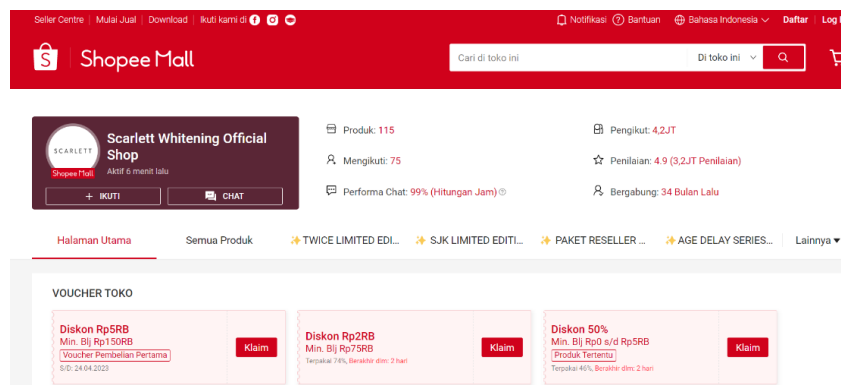 Seller Centre Mulai Jual Download Ikuti kami di
Notifikasi Bantuan Bahasa Indonesia Daftar Log
Shopee Mall
Cari di toko ini
Di toko ini
SCARLETT
Shopee Mall
Scarlett Whitening Official
Shop
Aktif 6 menit lalu
+ IKUTI
CHAT
Produk: 115
Pengikut: 4,2JT
Mengikuti: 75
Penilaian: 4.9 (3,2JT Penilaian)
Performa Chat: 99% (Hitungan Jam)
Bergabung: 34 Bulan Lalu
Halaman Utama Semua Produk ✨TWICE LIMITED EDI... ✨ SJK LIMITED EDITI... ✨ PAKET RESELLER ... ✨AGE DELAY SERIES... Lainnya
VOUCHER TOKO
Diskon Rp5RB
Min. Blj Rp150RB
Voucher Pembelian Pertama
S/D: 24.04.2023
Klaim
Diskon Rp2RB
Min. Blj Rp75RB
Terpakai 74%, Berakhir dlm: 2 hari
Klaim
Diskon 50%
Min. Blj Rp0 s/d Rp5RB
Produk Tertentu
Terpakai 46%, Berakhir dlm: 2 hari
Klaim